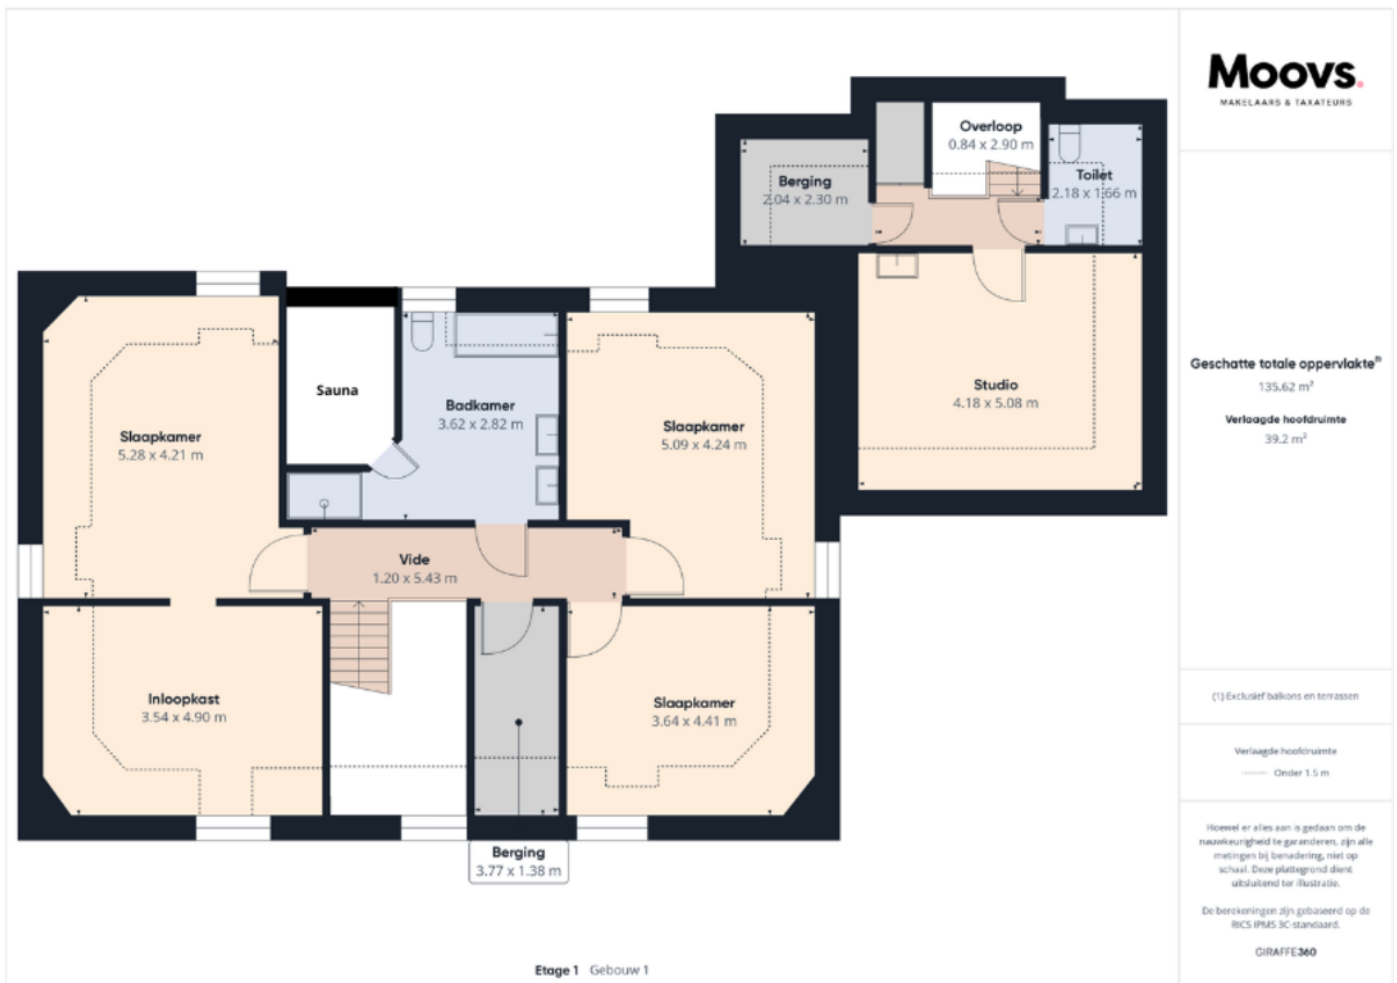 Moovs.
MAKELAARS & TAXATEURS
Overloop
0.84 x 2.90 m
Berging
2.04 x 2.30 m
Toilet
2.18 x 1.66 m
Studio
4.18 x 5.08 m
Sauna
Badkamer
3.62 x 2.82 m
Slaapkamer
5.28 x 4.21 m
Slaapkamer
5.09 x 4.24 m
Vide
1.20 x 5.43 m
Inloopkast
3.54 x 4.90 m
Slaapkamer
3.64 x 4.41 m
Berging
3.77 x 1.38 m
Etage 1 Gebouw 1
Geschatte totale oppervlakte⁽¹⁾
135.62 m²
Verlaagde hoofdruimte
39.2 m²
(1) Exclusief balkons en terrassen
Verlaagde hoofdruimte
Onder 1.5 m
Hoewel er alles aan is gedaan om de
nauwkeurigheid te garanderen, zijn alle
metingen bij benadering, niet op
schaal. Deze plattegrond dient
uitsluitend ter illustratie.
De berekeningen zijn gebaseerd op de
RICS IPMS 3C-standaard.
GIRAFFE360